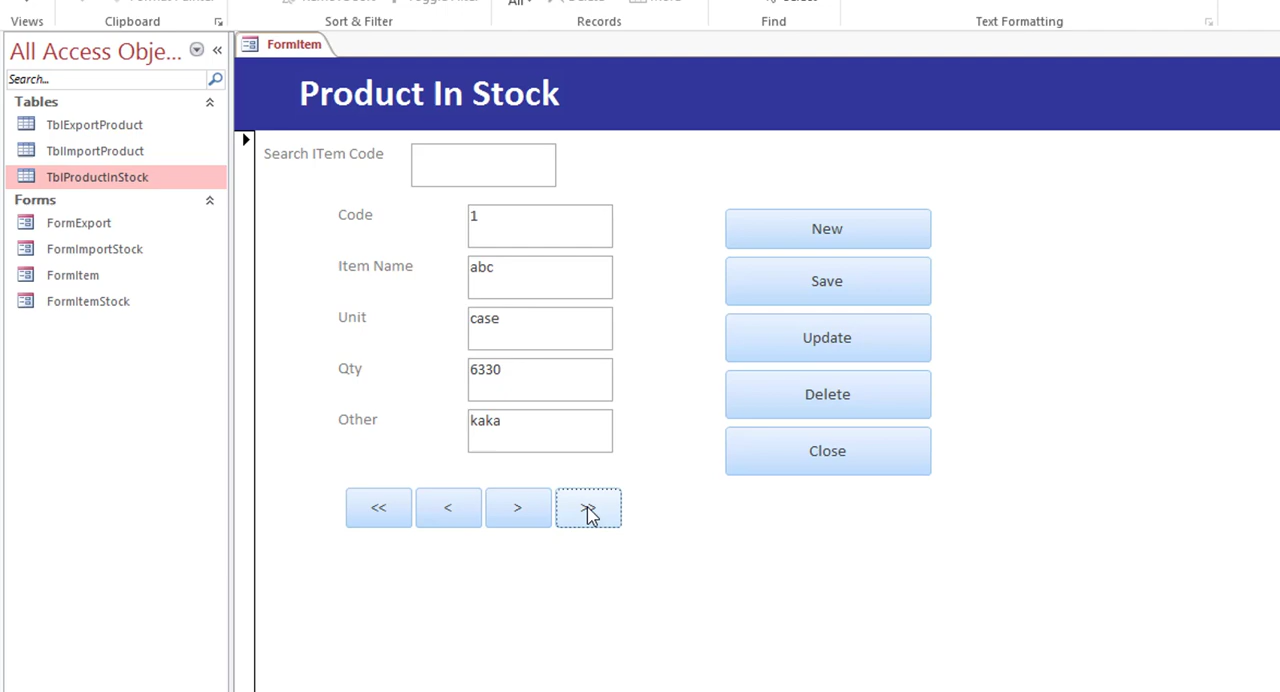 Views
Clipboard
Sort & Filter
Records
Find
Text Formatting
All Access Obje...
«
FormItem
Search...
Tables
TblExportProduct
TblImportProduct
TblProductInStock
Forms
FormExport
FormImportStock
FormItem
FormItemStock
Product In Stock
Search ITem Code
Code 1
Item Name abc
Unit case
Qty 6330
Other kaka
New
Save
Update
Delete
Close
<< < > >>